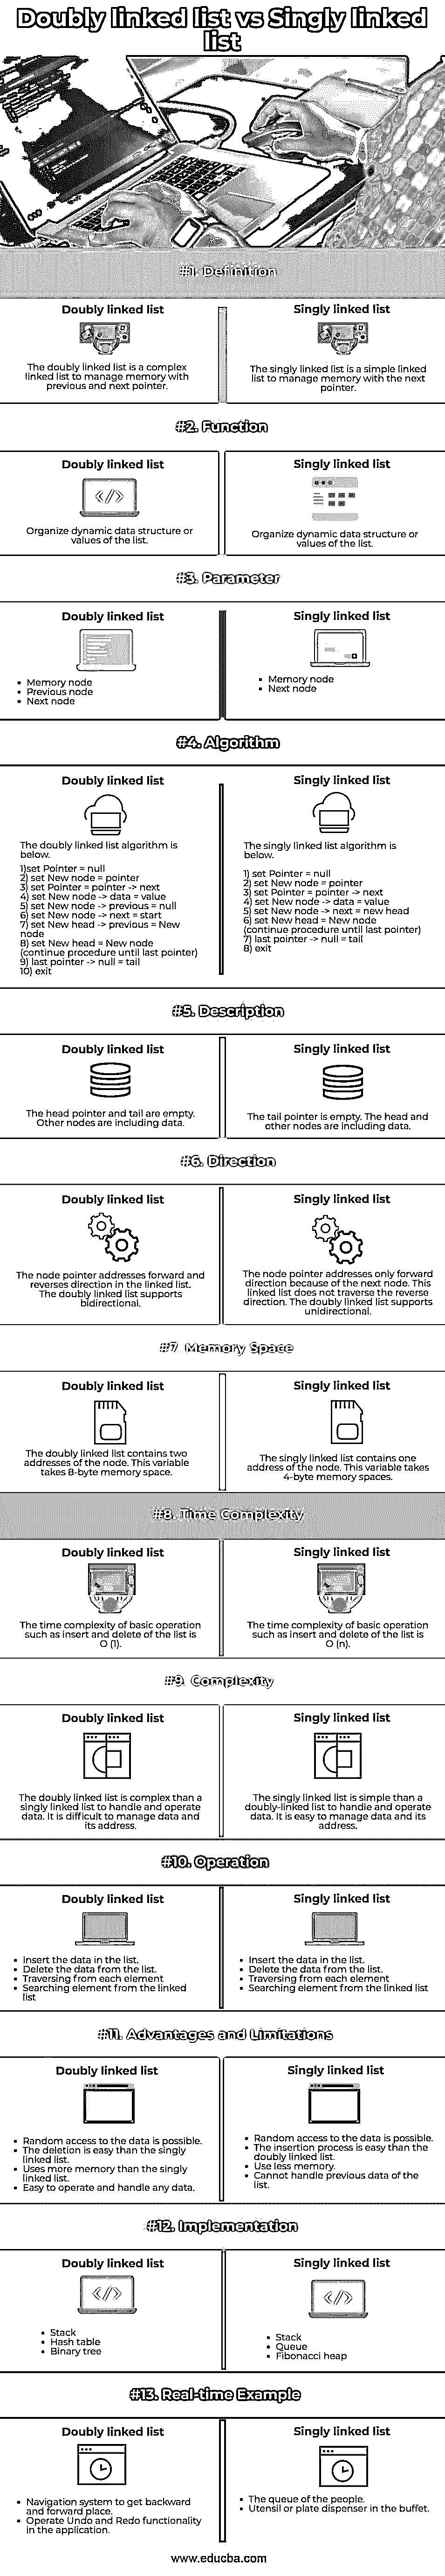 Doubly linked list vs Singly linked
list
#1. Definition
Doubly linked list
The doubly linked list is a complex
linked list to manage memory with
previous and next pointer.
Singly linked list
The singly linked list is a simple linked
list to manage memory with the next
pointer.
#2. Function
Doubly linked list
Organize dynamic data structure or
values of the list.
Singly linked list
Organize dynamic data structure or
values of the list.
#3. Parameter
Doubly linked list
• Memory node
• Previous node
• Next node
Singly linked list
• Memory node
• Next node
#4. Algorithm
Doubly linked list
The doubly linked list algorithm is
below.
1)set Pointer = null
2) set New node = pointer
3) set Pointer = pointer -> next
4) set New node -> data = value
5) set New node -> previous = null
6) set New node -> next = start
7) set New head -> previous = New
node
8) set New head = New node
(continue procedure until last pointer)
9) last pointer -> null = tail
10) exit
Singly linked list
The singly linked list algorithm is
below.
1) set Pointer = null
2) set New node = pointer
3) set Pointer = pointer -> next
4) set New node -> data = value
5) set New node -> next = new head
6) set New head = New node
(continue procedure until last pointer)
7) last pointer -> null = tail
8) exit
#5. Description
Doubly linked list
The head pointer and tail are empty.
Other nodes are including data.
Singly linked list
The tail pointer is empty. The head and
other nodes are including data.
#6. Direction
Doubly linked list
The node pointer addresses forward and
reverses direction in the linked list.
The doubly linked list supports
bidirectional.
Singly linked list
The node pointer addresses only forward
direction because of the next node. This
linked list does not traverse the reverse
direction. The doubly linked list supports
unidirectional.
#7. Memory Space
Doubly linked list
The doubly linked list contains two
addresses of the node. This variable
takes 8-byte memory space.
Singly linked list
The singly linked list contains one
address of the node. This variable takes
4-byte memory spaces.
#8. Time Complexity
Doubly linked list
The time complexity of basic operation
such as insert and delete of the list is
O (1).
Singly linked list
The time complexity of basic operation
such as insert and delete of the list is
O (n).
#9. Complexity
Doubly linked list
The doubly linked list is complex than a
singly linked list to handle and operate
data. It is difficult to manage data and
its address.
Singly linked list
The singly linked list is simple than a
doubly-linked list to handle and operate
data. It is easy to manage data and its
address.
#10. Operation
Doubly linked list
• Insert the data in the list.
• Delete the data from the list.
• Traversing from each element
• Searching element from the linked
list
Singly linked list
• Insert the data in the list.
• Delete the data from the list.
• Traversing from each element
• Searching element from the linked list
#11. Advantages and Limitations
Doubly linked list
• Random access to the data is possible.
• The deletion is easy than the singly
linked list.
• Uses more memory than the singly
linked list.
• Easy to operate and handle any data.
Singly linked list
• Random access to the data is possible.
• The insertion process is easy than the
doubly linked list.
• Use less memory.
• Cannot handle previous data of the
list.
#12. Implementation
Doubly linked list
• Stack
• Hash table
• Binary tree
Singly linked list
• Stack
• Queue
• Fibonacci heap
#13. Real-time Example
Doubly linked list
• Navigation system to get backward
and forward place.
• Operate Undo and Redo functionality
in the application.
Singly linked list
• The queue of the people.
• Utensil or plate dispenser in the buffet.
www.educba.com